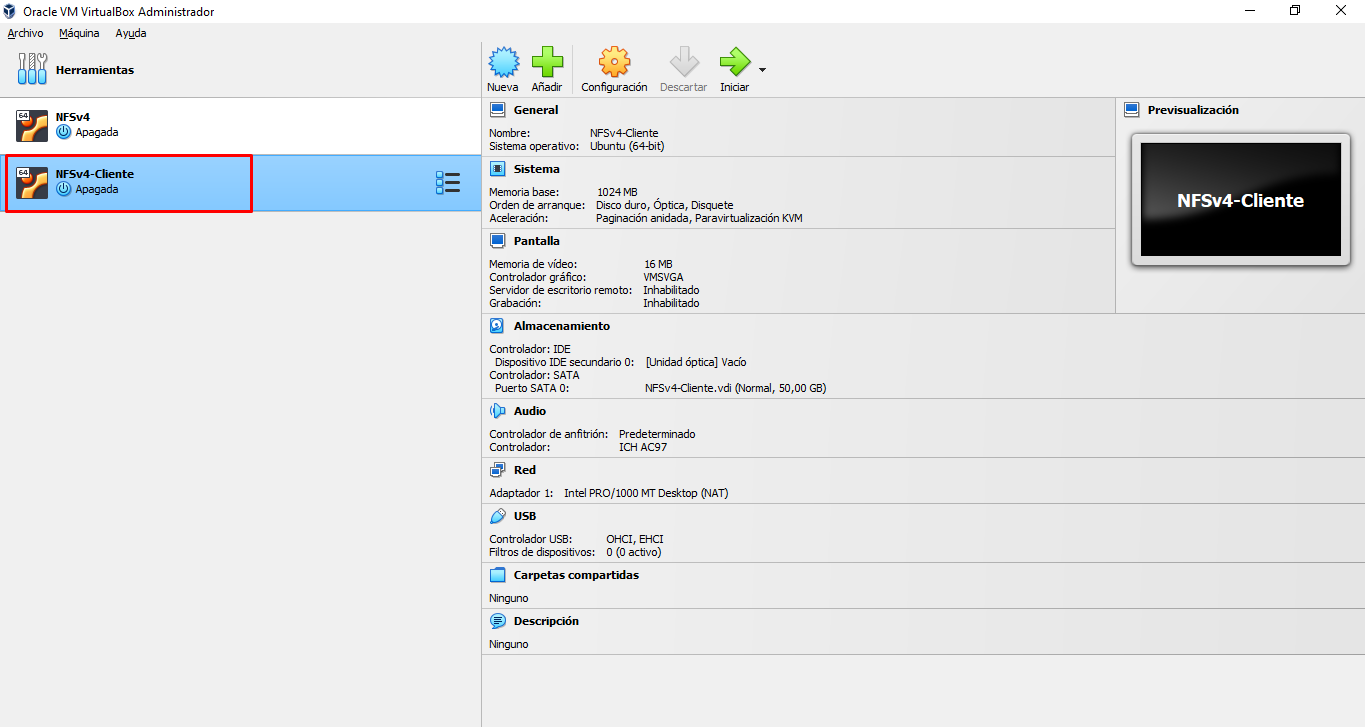 Oracle VM VirtualBox Administrador
Archivo Máquina Ayuda
Herramientas
Nueva Añadir Configuración Descartar Iniciar
64
NFSv4
Apagada
64
NFSv4-Cliente
Apagada
General
Nombre: NFSv4-Cliente
Sistema operativo: Ubuntu (64-bit)
Previsualización
NFSv4-Cliente
Sistema
Memoria base: 1024 MB
Orden de arranque: Disco duro, Óptica, Disquete
Aceleración: Paginación anidada, Paravirtualización KVM
Pantalla
Memoria de vídeo: 16 MB
Controlador gráfico: VMSVGA
Servidor de escritorio remoto: Inhabilitado
Grabación: Inhabilitado
Almacenamiento
Controlador: IDE
Dispositivo IDE secundario 0: [Unidad óptica] Vacío
Controlador: SATA
Puerto SATA 0: NFSv4-Cliente.vdi (Normal, 50,00 GB)
Audio
Controlador de anfitrión: Predeterminado
Controlador: ICH AC97
Red
Adaptador 1: Intel PRO/1000 MT Desktop (NAT)
USB
Controlador USB: OHCI, EHCI
Filtros de dispositivos: 0 (0 activo)
Carpetas compartidas
Ninguno
Descripción
Ninguno